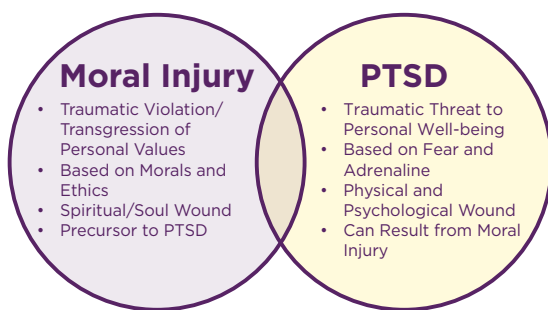 Moral Injury
• Traumatic Violation/
Transgression of
Personal Values
• Based on Morals and
Ethics
• Spiritual/Soul Wound
• Precursor to PTSD
PTSD
• Traumatic Threat to
Personal Well-being
• Based on Fear and
Adrenaline
• Physical and
Psychological Wound
• Can Result from Moral
Injury